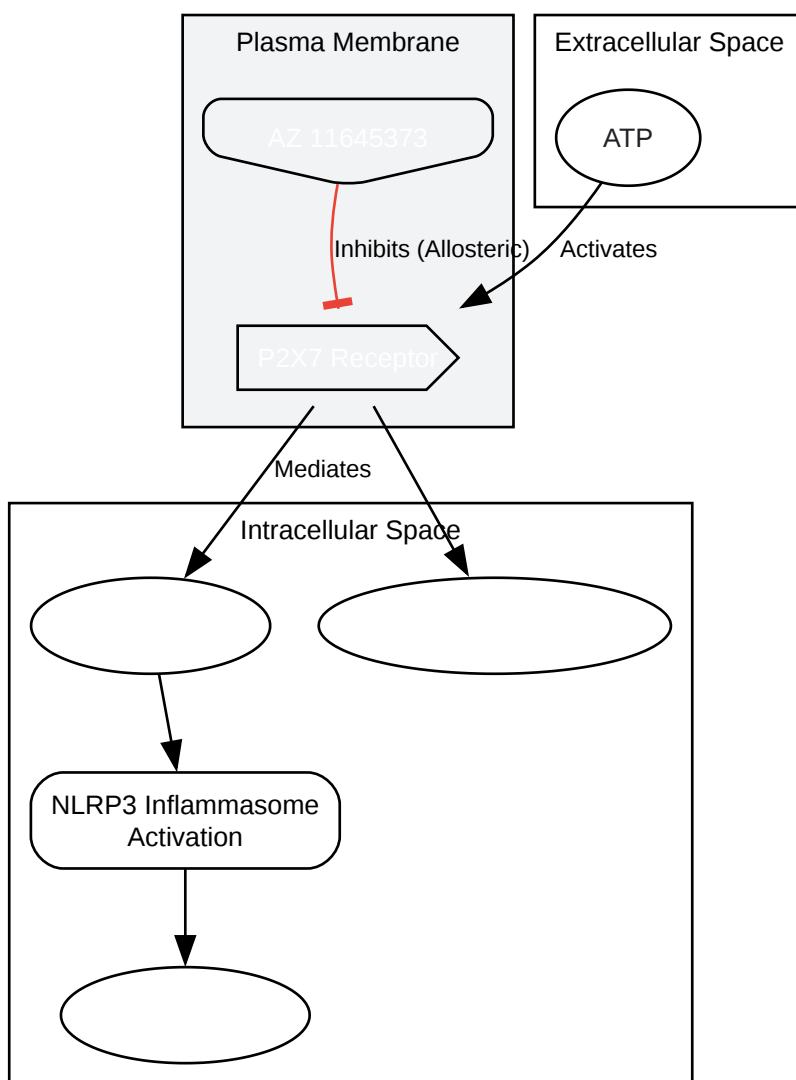 Plasma Membrane
Extracellular Space
AZ 11645373
ATP
Inhibits (Allosteric)
Activates
P2X7 Receptor
Mediates
Intracellular Space
NLRP3 Inflammasome
Activation